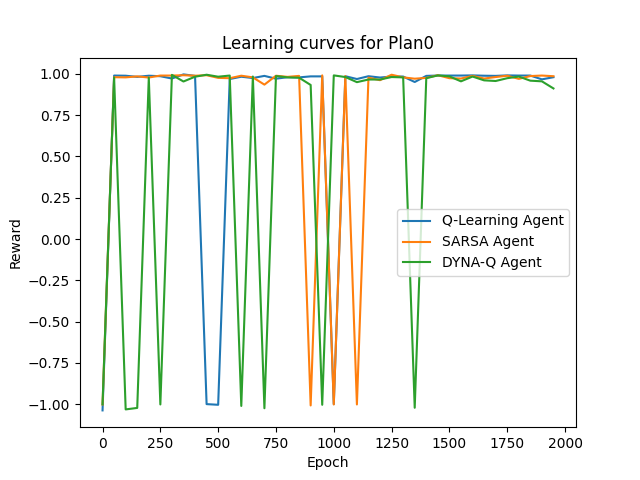 Learning curves for Plan0
1.00
0.75
0.50
0.25
0.00
−0.25
−0.50
−0.75
−1.00
Reward
Q-Learning Agent
SARSA Agent
DYNA-Q Agent
0 250 500 750 1000 1250 1500 1750 2000
Epoch